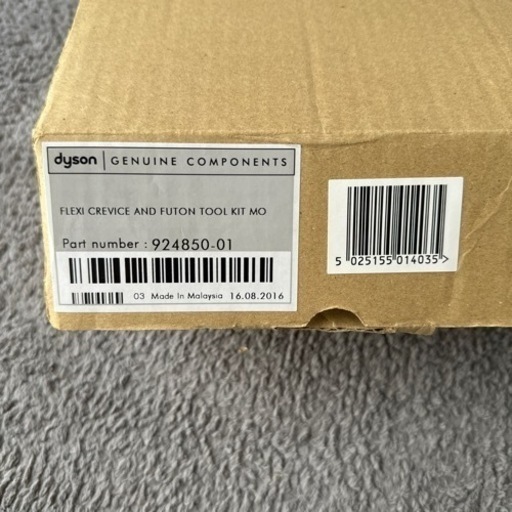 dyson | GENUINE COMPONENTS
FLEXI CREVICE AND FUTON TOOL KIT MO
Part number : 924850-01
03 Made In Malaysia 16.08.2016
5 025155 014035 >